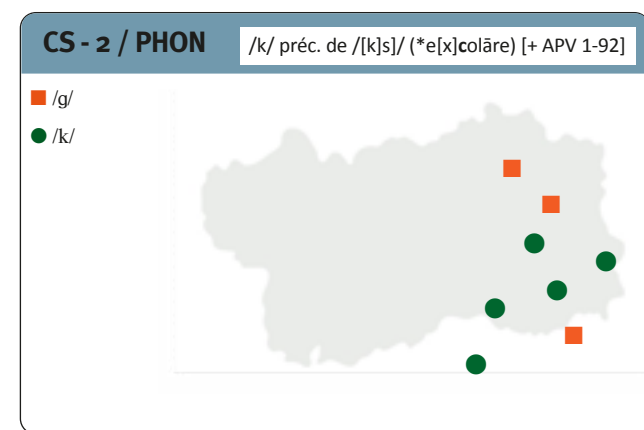 CS - 2 / PHON
/k/ préc. de /[k]s]/ (*e[x]colāre) [+ APV 1-92]
/g/
/k/